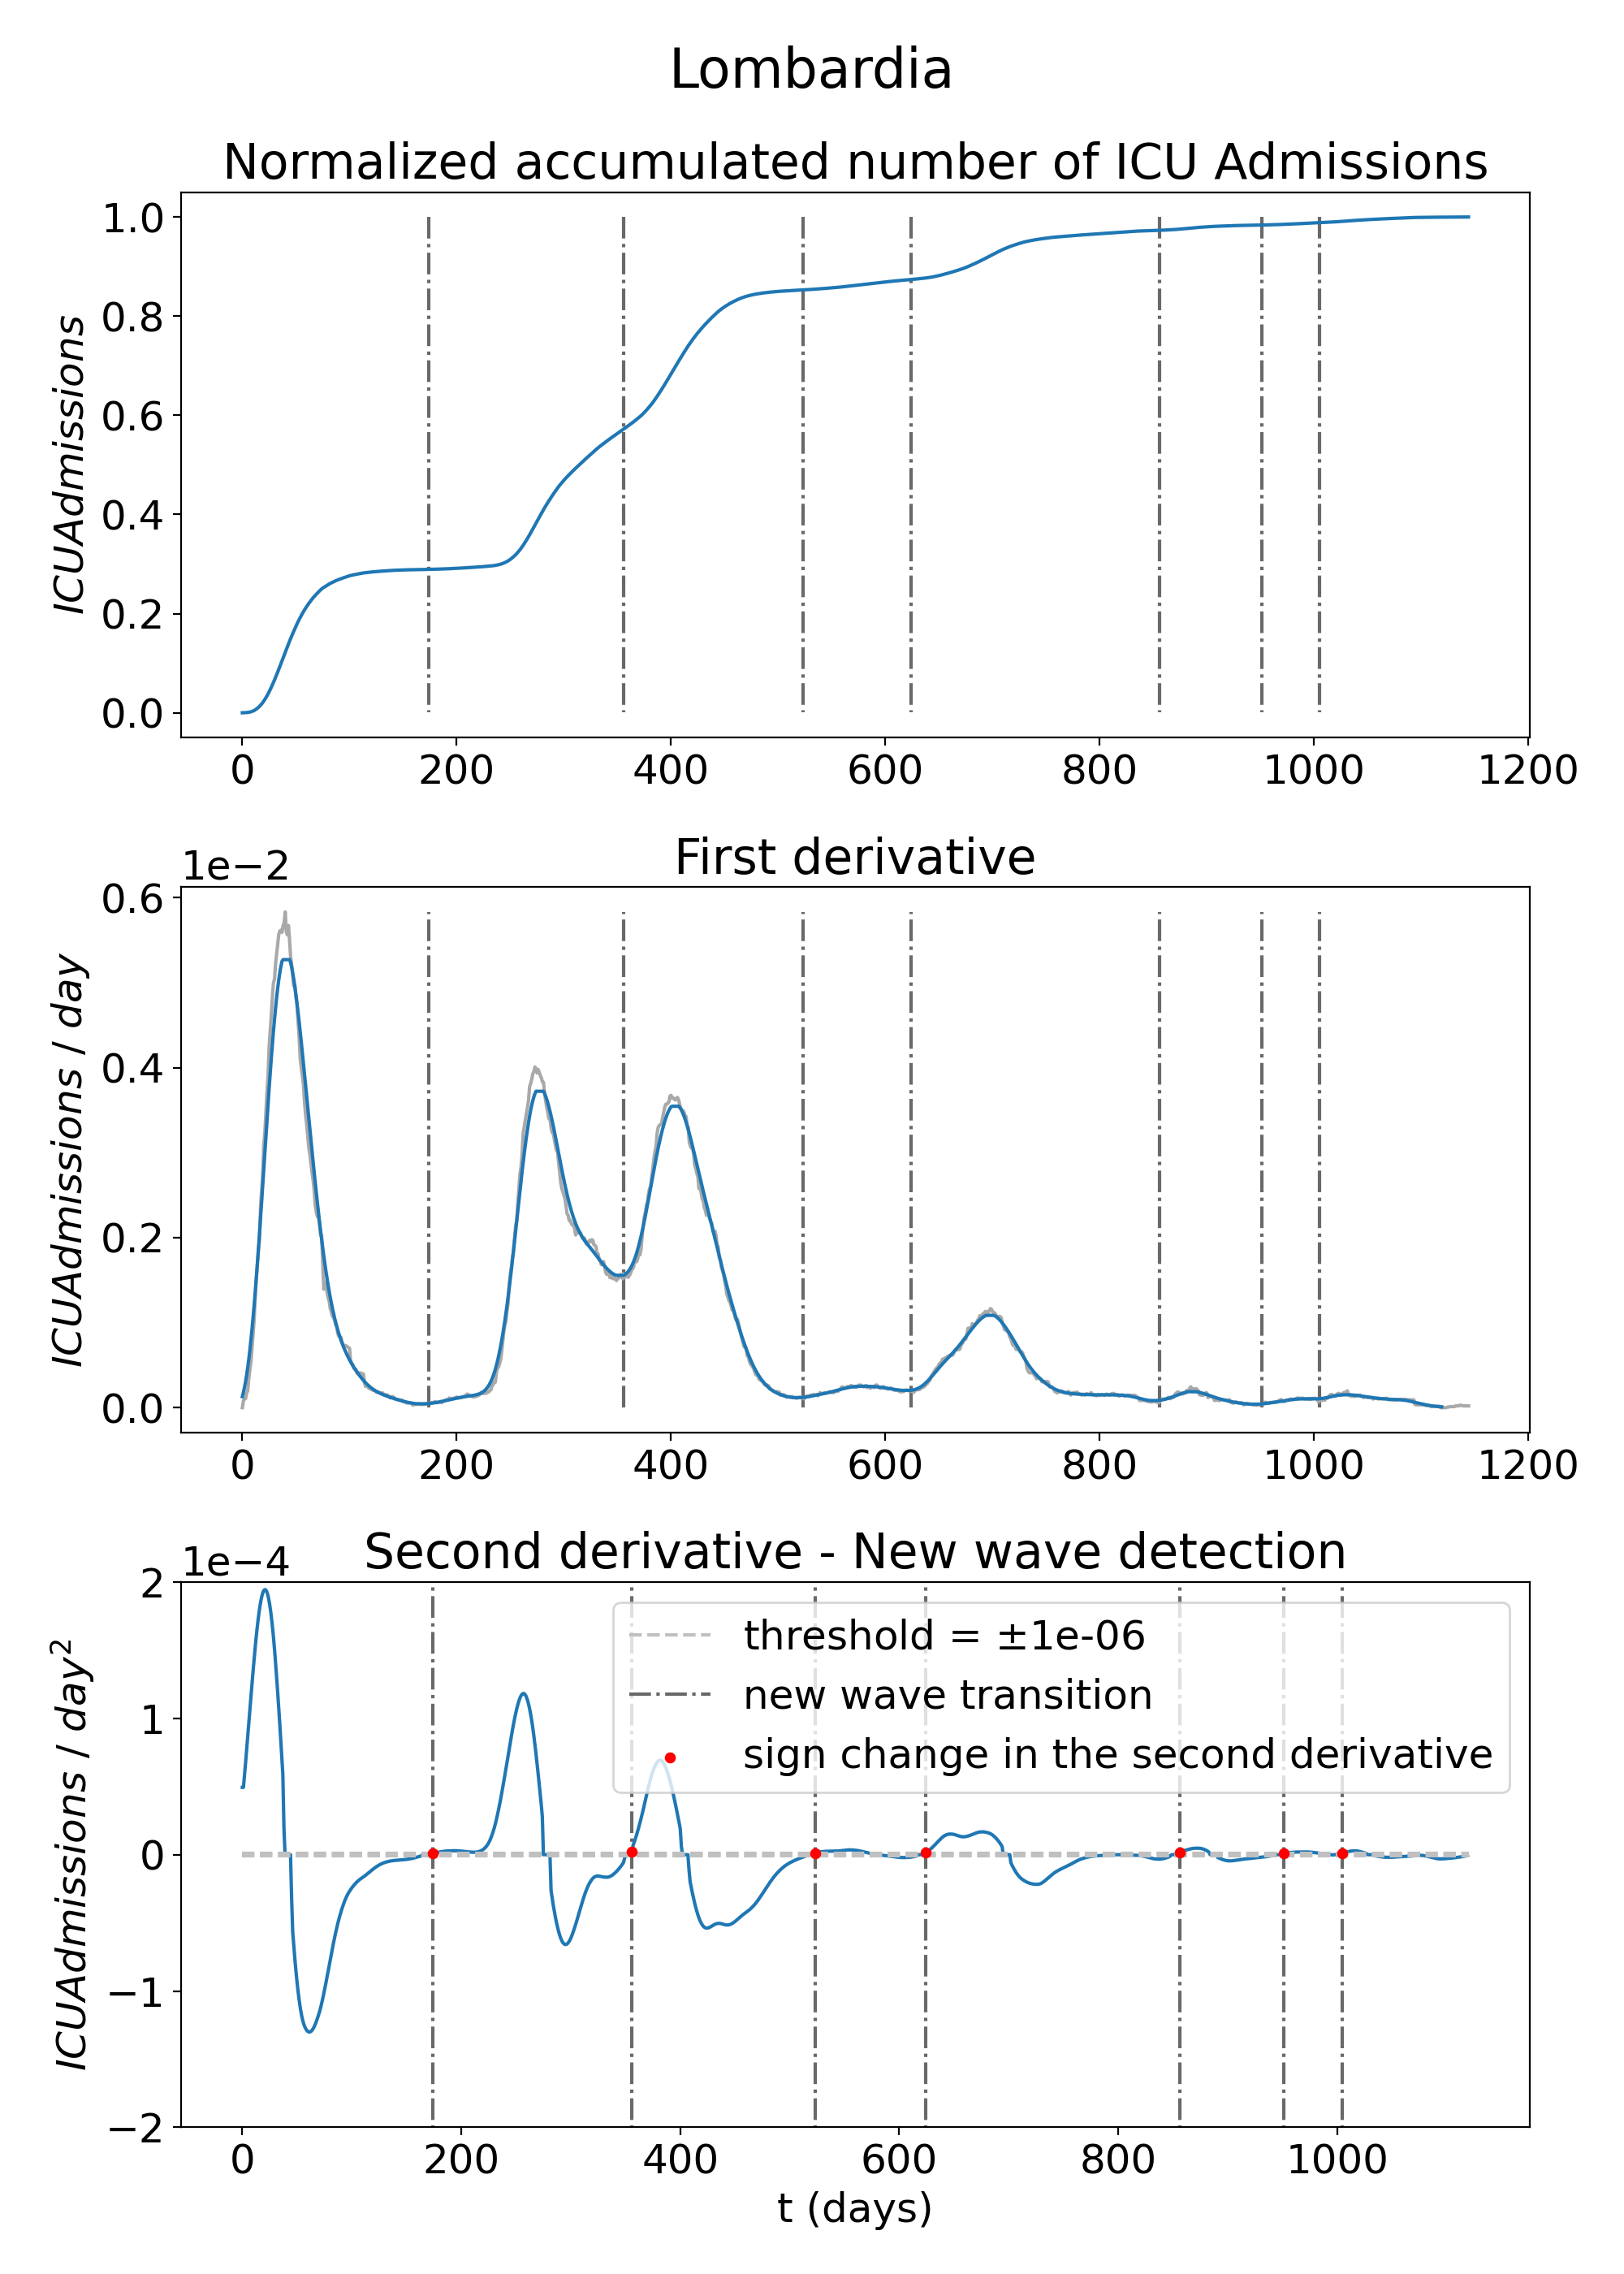 Lombardia
Normalized accumulated number of ICU Admissions
ICUAdmissions
1.0
0.8
0.6
0.4
0.2
0.0
0 200 400 600 800 1000 1200
First derivative
1e−2
ICUAdmissions / day
0.6
0.4
0.2
0.0
0 200 400 600 800 1000 1200
Second derivative - New wave detection
1e−4
ICUAdmissions / day²
2
1
0
−1
−2
threshold = ±1e-06
new wave transition
sign change in the second derivative
0 200 400 600 800 1000
t (days)